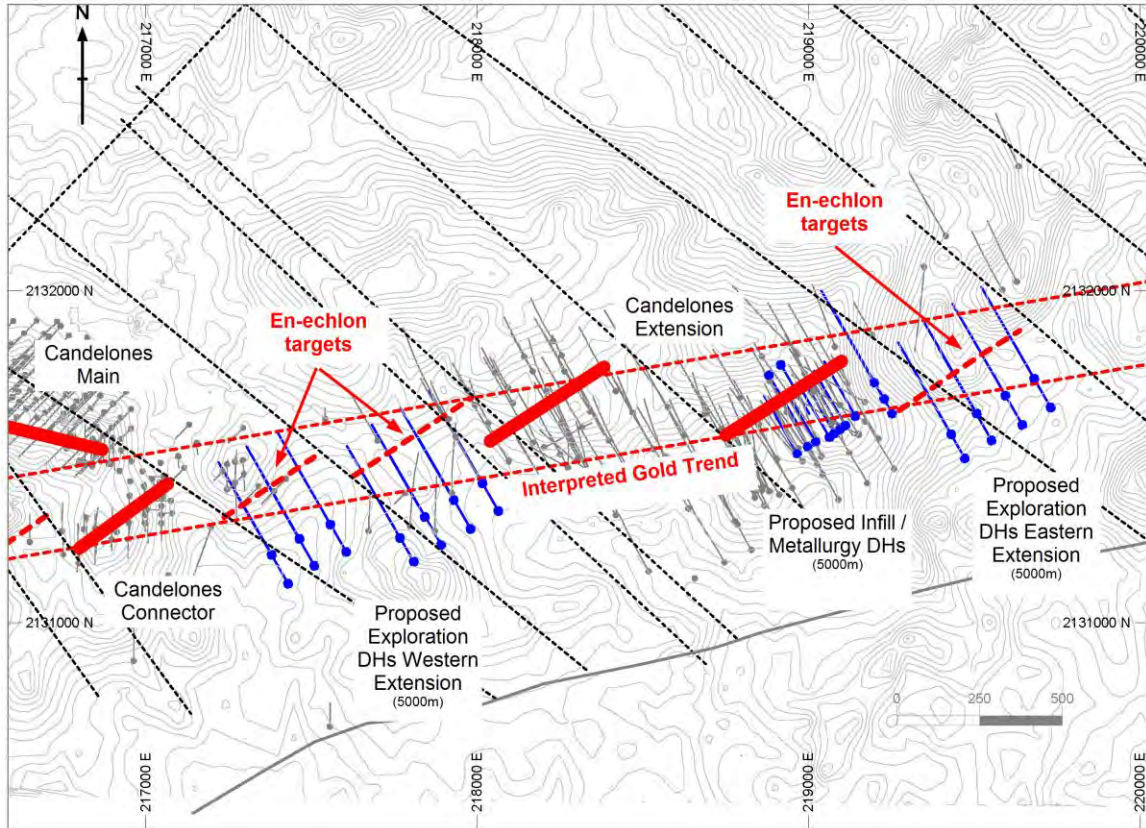 N
217000 E
218000 E
219000 E
220000 E
En-echlon
targets
2132000 N
2132000 N
En-echlon
targets
Candelones
Extension
Candelones
Main
Interpreted Gold Trend
Proposed Infill /
Metallurgy DHs
(5000m)
Proposed
Exploration
DHs Eastern
Extension
(5000m)
Candelones
Connector
Proposed
Exploration
DHs Western
Extension
(5000m)
2131000 N
2131000 N
0 250 500
217000 E
218000 E
219000 E
220000 E